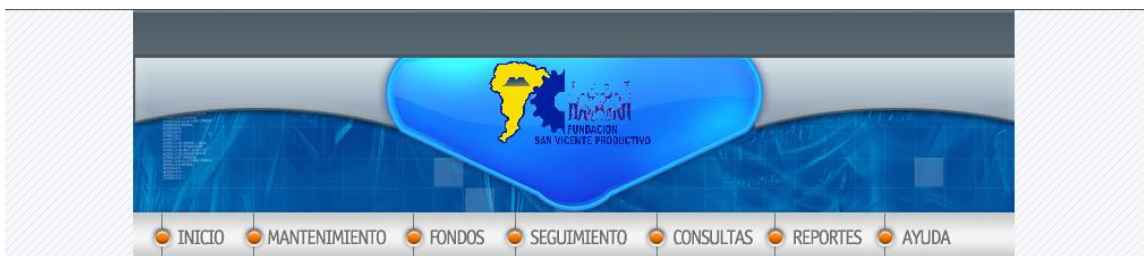 FUNDACION
SAN VICENTE PRODUCTIVO
INICIO MANTENIMIENTO FONDOS SEGUIMIENTO CONSULTAS REPORTES AYUDA